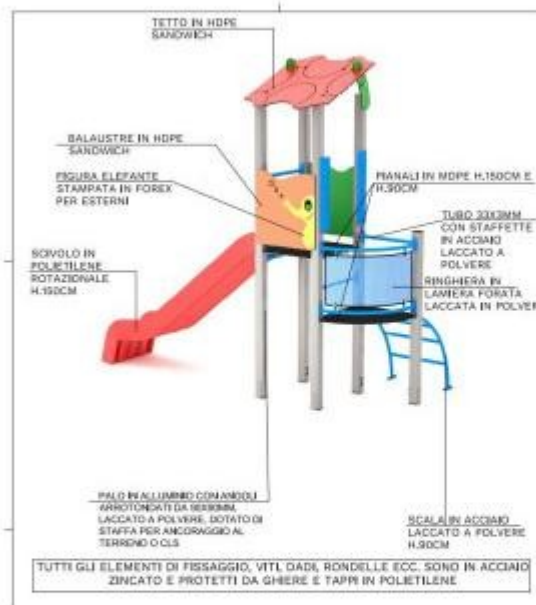 TETTO IN HDPE
SANDWICH
BALAUSTRE IN HDPE
SANDWICH
FIGURA ELEFANTE
STAMPATA IN FOREX
PER ESTERNI
PIANALI IN MDPE H.150CM E
H.90CM
TUBO 33X3MM
CON STAFFETTE
IN ACCIAIO
LACCATO A
POLVERE
SCIVOLO IN
POLIETILENE
ROTAZIONALE
H.150CM
RINGHIERA IN
LAMIERA FORATA
LACCATA IN POLVER
PALO IN ALLUMINIO CON ANGOLI
ARROTONDATI DA 90X90MM,
LACCATO A POLVERE, DOTATO DI
STAFFA PER ANCORAGGIO AL
TERRENO O CLS
SCALA IN ACCIAIO
LACCATO A POLVERE
H.90CM
TUTTI GLI ELEMENTI DI FISSAGGIO, VITI, DADI, RONDELLE ECC. SONO IN ACCIAIO
ZINCATO E PROTETTI DA GHIERE E TAPPI IN POLIETILENE